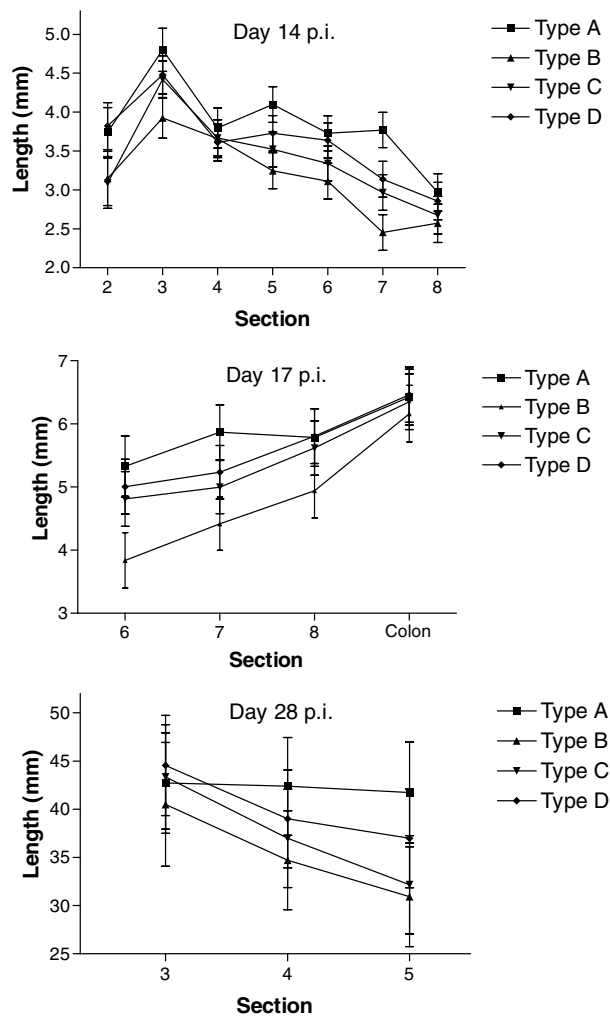 Day 14 p.i.
Length (mm)
5.0
4.5
4.0
3.5
3.0
2.5
2.0
2 3 4 5 6 7 8
Section
Type A
Type B
Type C
Type D
Day 17 p.i.
Length (mm)
7
6
5
4
3
6 7 8 Colon
Section
Type A
Type B
Type C
Type D
Day 28 p.i.
Length (mm)
50
45
40
35
30
25
3 4 5
Section
Type A
Type B
Type C
Type D